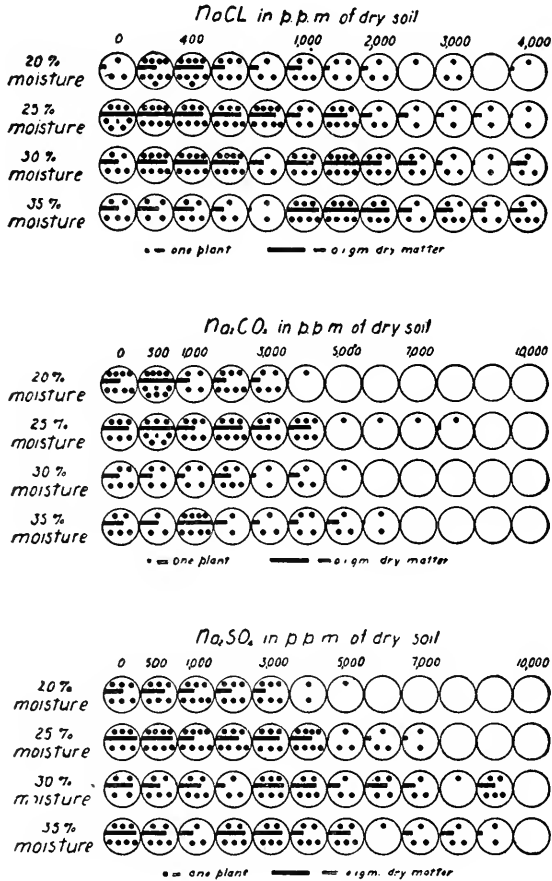 NaCL in p.p.m of dry soil
0 400 1,000 2,000 3,000 4,000
20 % moisture
25 % moisture
30 % moisture
35 % moisture
• = one plant — = 0.1 gm dry matter
Na₂CO₃ in p.p.m of dry soil
0 500 1,000 3,000 5,000 7,000 10,000
20 % moisture
25 % moisture
30 % moisture
35 % moisture
• = one plant — = 0.1 gm. dry matter
Na₂SO₄ in p.p.m of dry soil
0 500 1,000 3,000 5,000 7,000 10,000
20 % moisture
25 % moisture
30 % moisture
35 % moisture
• = one plant — = 0.1 gm. dry matter